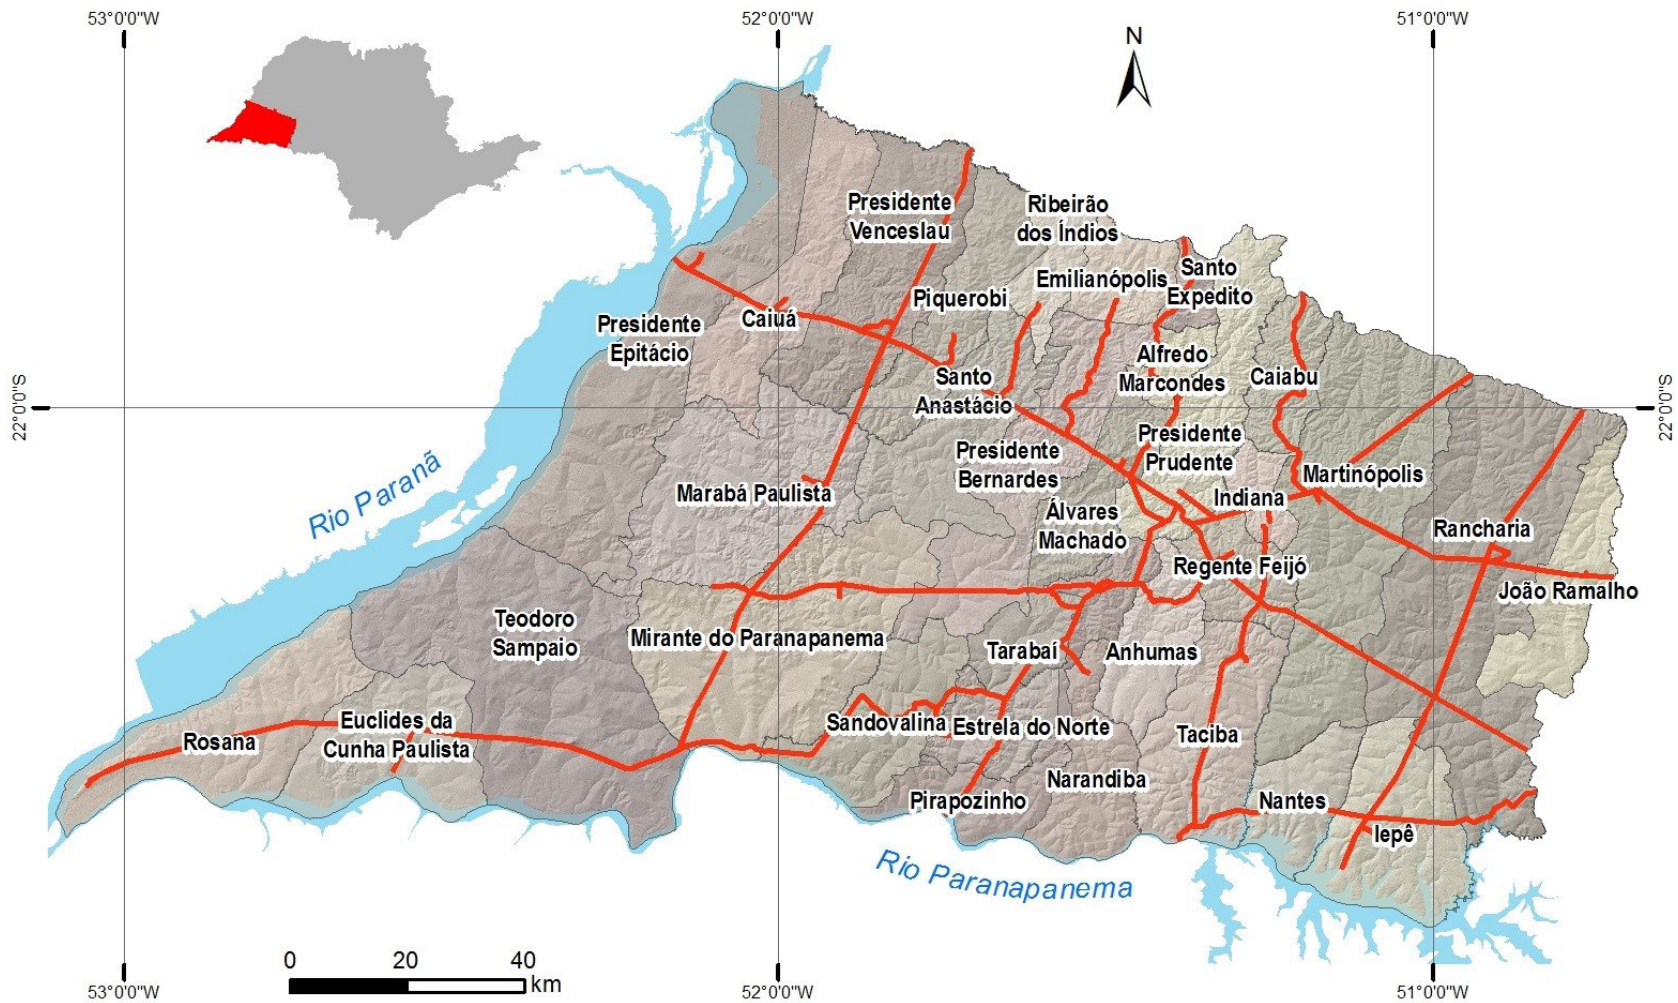 53°0'0"W
52°0'0"W
51°0'0"W
N
Presidente
Venceslau
Ribeirão
dos Índios
Santo
Expedito
Emilianópolis
Piquerobi
Caiuá
Presidente
Epitácio
Alfredo
Marcondes
Caiabu
Santo
Anastácio
22°0'0"S
22°0'0"S
Presidente
Prudente
Presidente
Bernardes
Martinópolis
Rio Paranã
Marabá Paulista
Indiana
Álvares
Machado
Rancharia
Regente Feijó
João Ramalho
Teodoro
Sampaio
Mirante do Paranapanema
Tarabaí
Anhumas
Euclides da
Cunha Paulista
Rosana
Sandovalina
Estrela do Norte
Taciba
Narandiba
Pirapozinho
Nantes
Iepê
Rio Paranapanema
0 20 40
km
53°0'0"W
52°0'0"W
51°0'0"W